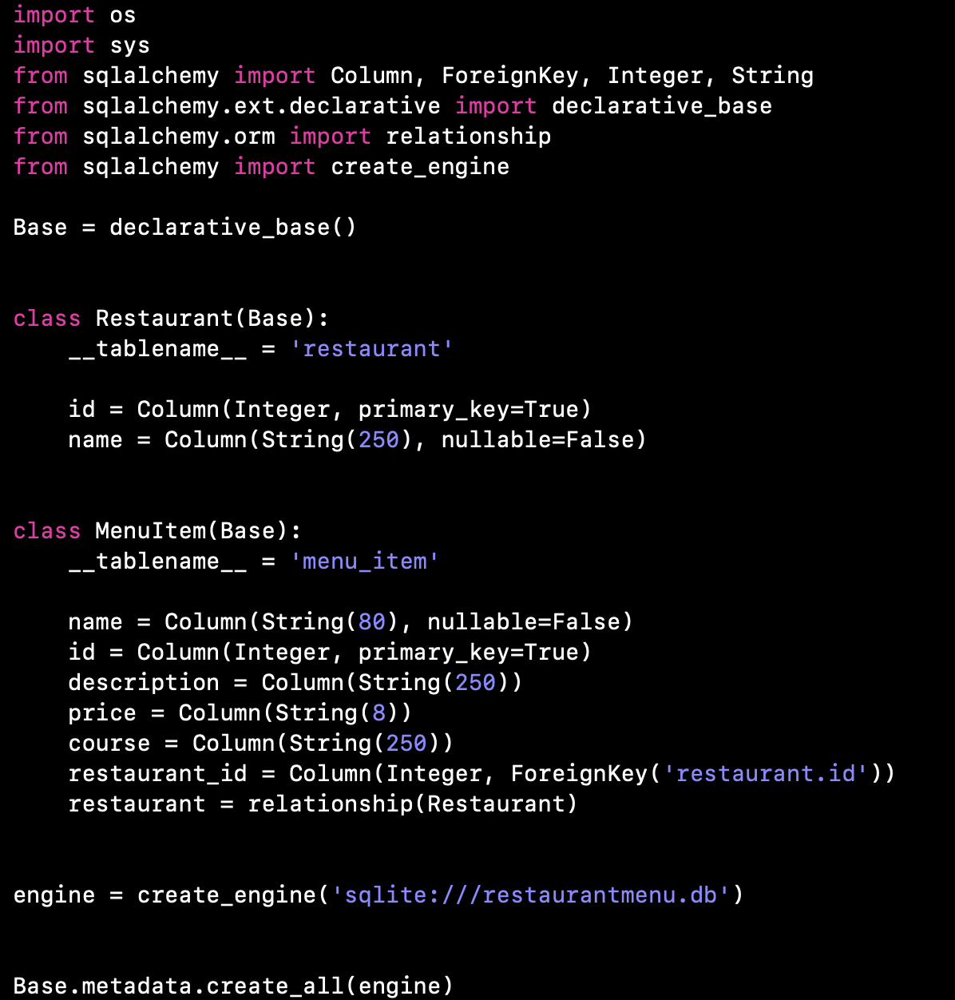 import os
import sys
from sqlalchemy import Column, ForeignKey, Integer, String
from sqlalchemy.ext.declarative import declarative_base
from sqlalchemy.orm import relationship
from sqlalchemy import create_engine

Base = declarative_base()


class Restaurant(Base):
    __tablename__ = 'restaurant'

    id = Column(Integer, primary_key=True)
    name = Column(String(250), nullable=False)


class MenuItem(Base):
    __tablename__ = 'menu_item'

    name = Column(String(80), nullable=False)
    id = Column(Integer, primary_key=True)
    description = Column(String(250))
    price = Column(String(8))
    course = Column(String(250))
    restaurant_id = Column(Integer, ForeignKey('restaurant.id'))
    restaurant = relationship(Restaurant)


engine = create_engine('sqlite:///restaurantmenu.db')


Base.metadata.create_all(engine)